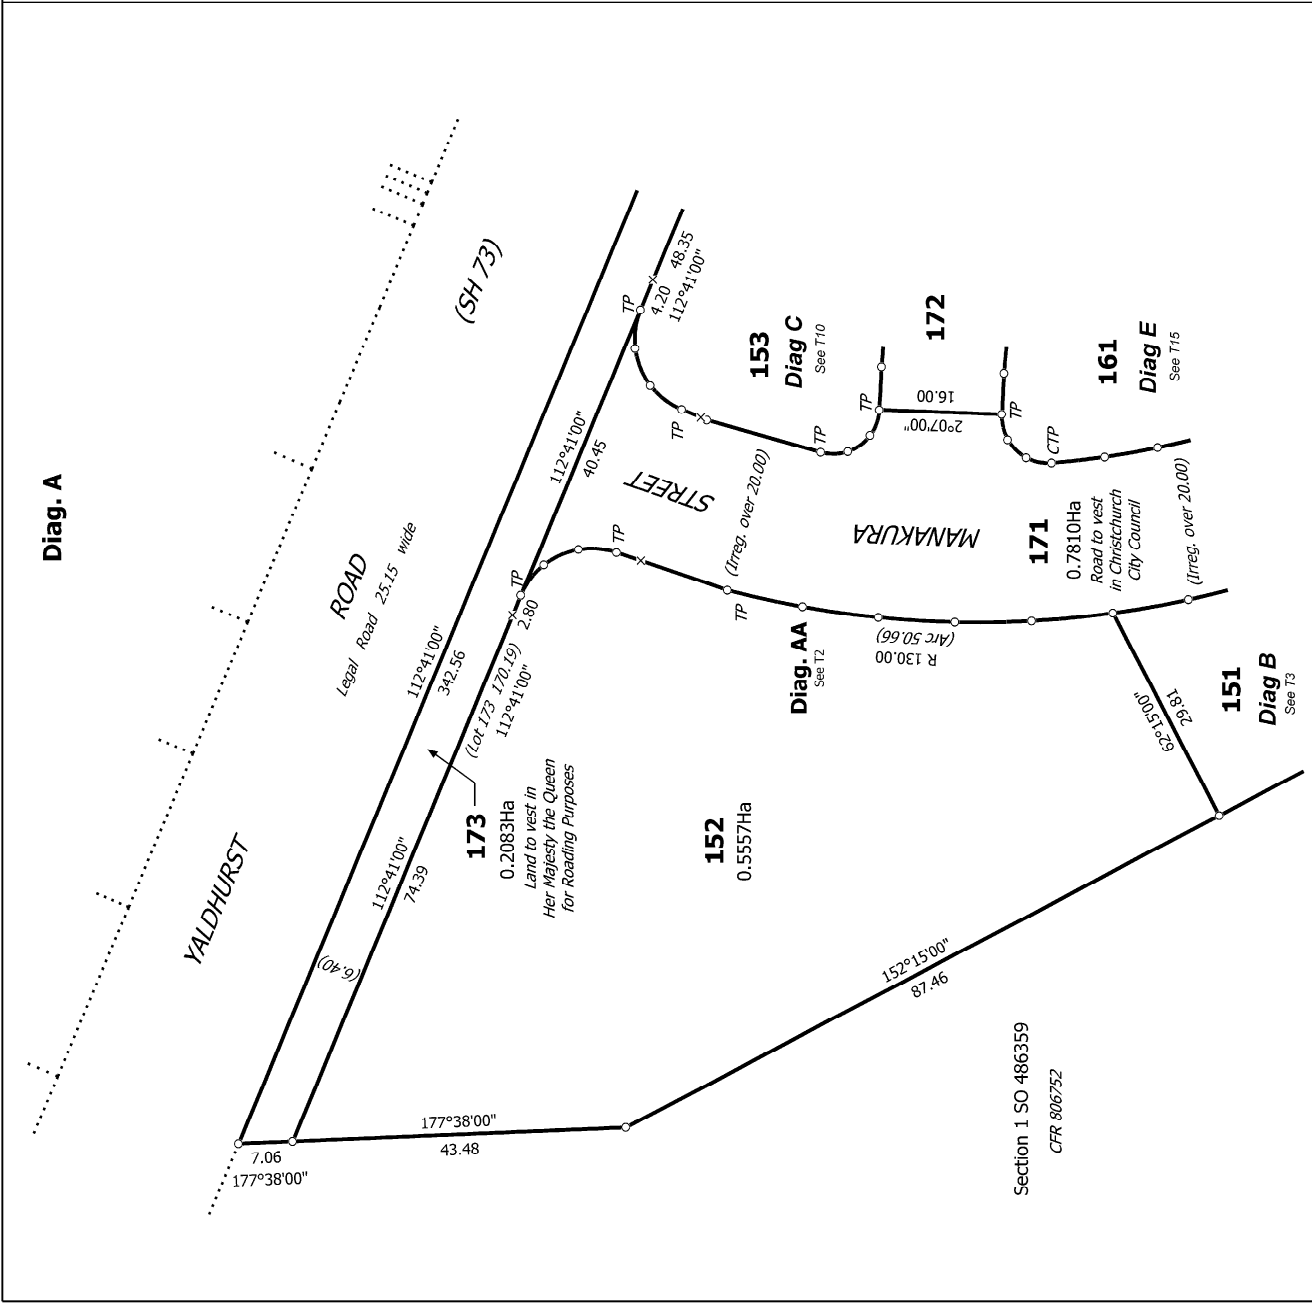 Diag. A
YALDHURST
ROAD
(SH 73)
Legal Road 25.15 wide
112°41'00"
342.56
(6.40)
112°41'00"
74.39
(Lot 173 170.19)
112°41'00"
2.80
TP
112°41'00"
40.45
TP
4.20
112°41'00"
48.35
173
0.2083Ha
Land to vest in
Her Majesty the Queen
for Roading Purposes
7.06
177°38'00"
177°38'00"
43.48
152
0.5557Ha
152°15'00"
87.46
Section 1 SO 486359
CFR 806752
TP
TP
TP
STREET
(Irreg. over 20.00)
Diag. AA
See T2
R 130.00
(Arc 50.66)
153
Diag C
See T10
TP
TP
172
16.00
2°07'00"
TP
CTP
161
Diag E
See T15
MANAKURA
171
0.7810Ha
Road to vest
in Christchurch
City Council
(Irreg. over 20.00)
62°15'00"
29.81
151
Diag B
See T3